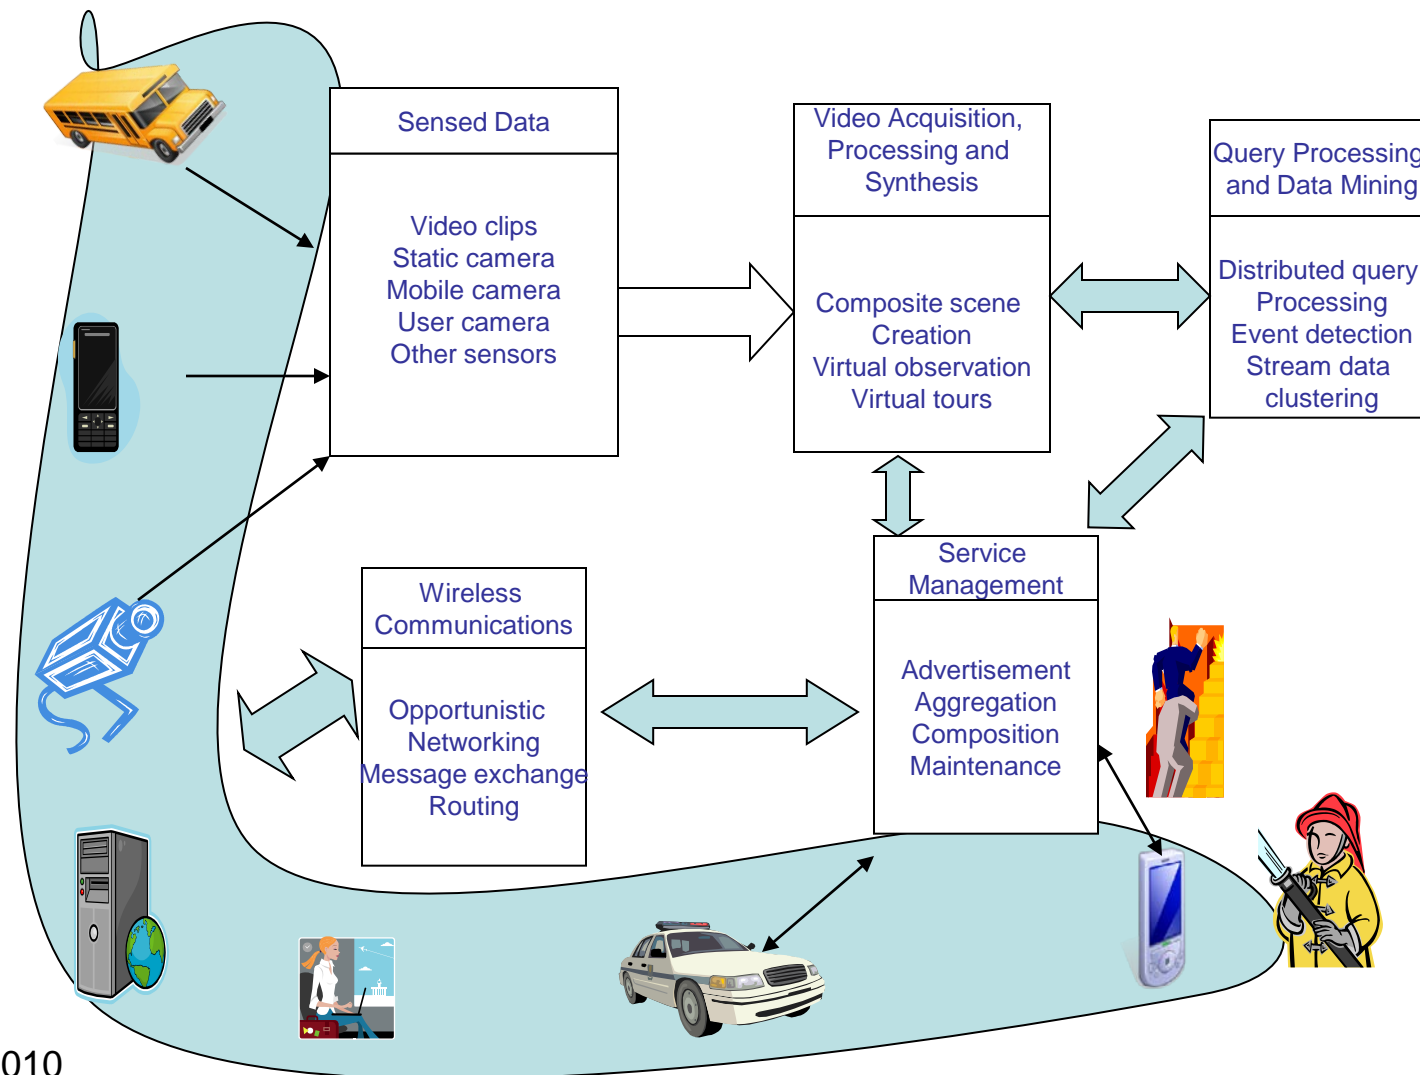 Sensed Data
Video clips
Static camera
Mobile camera
User camera
Other sensors
Video Acquisition,
Processing and
Synthesis
Composite scene
Creation
Virtual observation
Virtual tours
Query Processing
and Data Mining
Distributed query
Processing
Event detection
Stream data
clustering
Wireless
Communications
Opportunistic
Networking
Message exchange
Routing
Service
Management
Advertisement
Aggregation
Composition
Maintenance
010